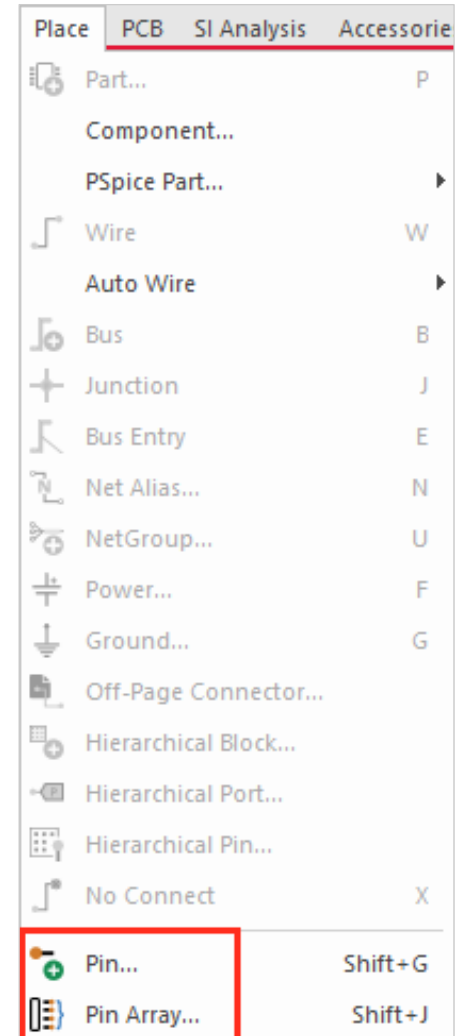 Place PCB SI Analysis Accessorie
Part... P
Component...
PSpice Part...
Wire W
Auto Wire
Bus B
Junction J
Bus Entry E
Net Alias... N
NetGroup... U
Power... F
Ground... G
Off-Page Connector...
Hierarchical Block...
Hierarchical Port...
Hierarchical Pin...
No Connect X
Pin... Shift+G
Pin Array... Shift+J